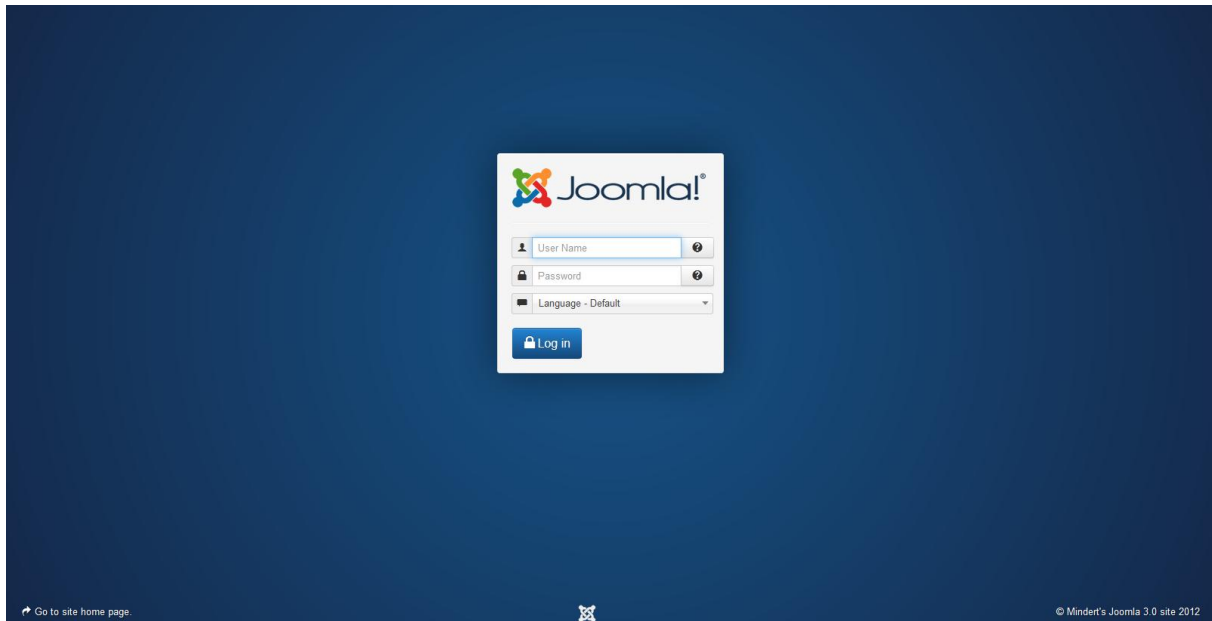 Joomla!®
User Name
Password
Language - Default
Log in
Go to site home page.
© Mindert's Joomla 3.0 site 2012